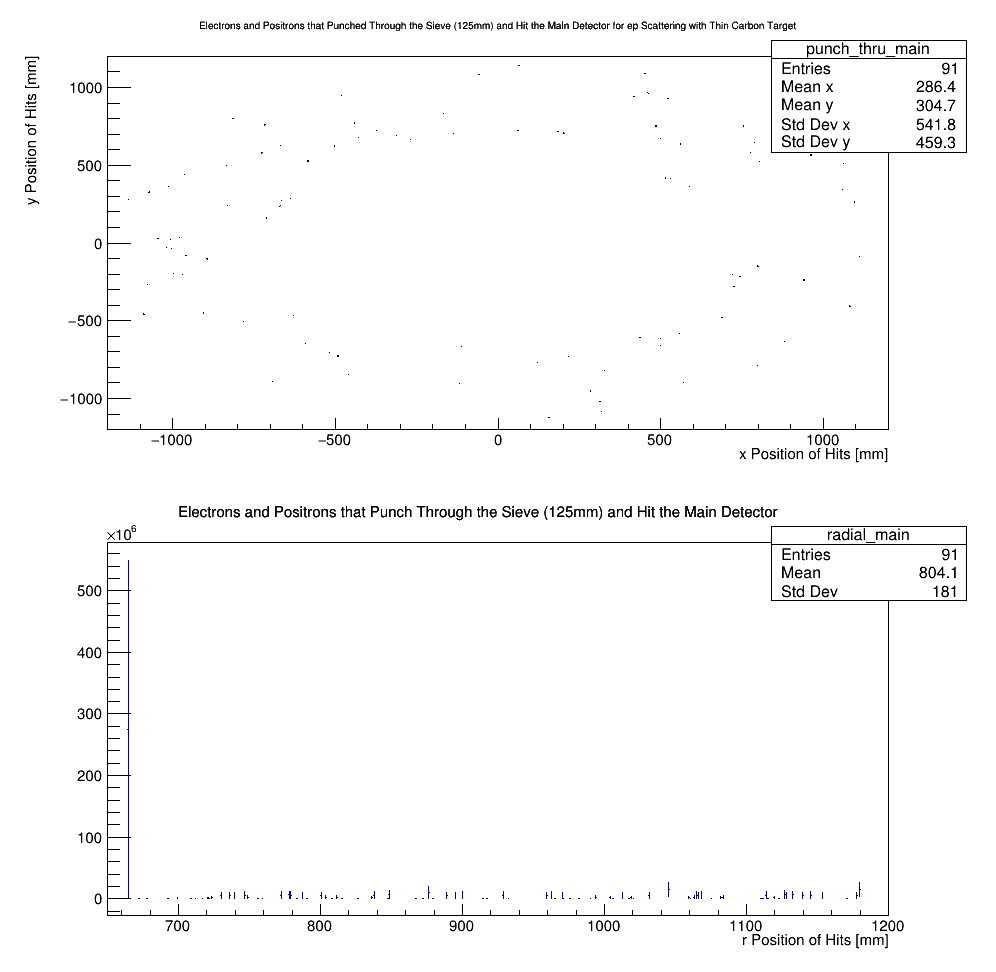 Electrons and Positrons that Punched Through the Sieve (125mm) and Hit the Main Detector for ep Scattering with Thin Carbon Target
punch_thru_main
Entries 91
Mean x 286.4
Mean y 304.7
Std Dev x 541.8
Std Dev y 459.3
y Position of Hits [mm]
1000
500
0
−500
−1000
−1000 −500 0 500 1000
x Position of Hits [mm]
Electrons and Positrons that Punch Through the Sieve (125mm) and Hit the Main Detector
×10⁶
radial_main
Entries 91
Mean 804.1
Std Dev 181
500
400
300
200
100
0
700 800 900 1000 1100 1200
r Position of Hits [mm]